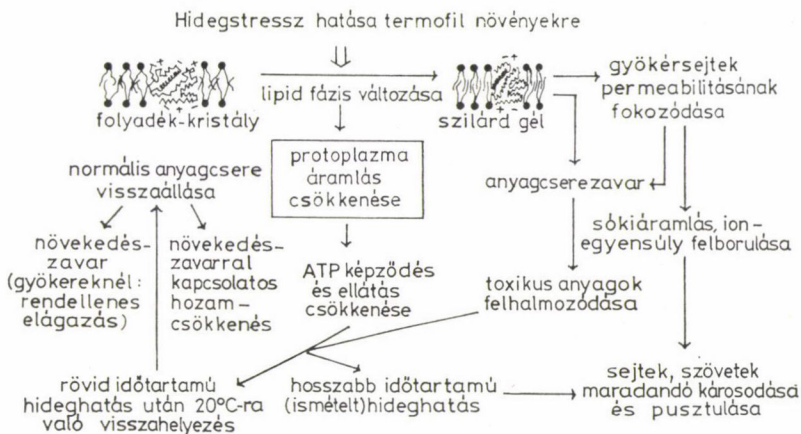 Hidegstressz hatása termofil növényekre
folyadék-kristály
lipid fázis változása
szilárd gél
gyökérsejtek
permeabilitásának
fokozódása
protoplazma
áramlás
csökkenése
normális anyagcsere
visszaállása
anyagcserezavar
sókiáramlás, ion-
egyensúly felborulása
növekedés-
zavar
(gyökereknél:
rendellenes
elágazás)
növekedés-
zavarral
kapcsolatos
hozam-
csökkenés
ATP képződés
és ellátás
csökkenése
toxikus anyagok
felhalmozódása
rövid időtartamú
hideghatás után 20°C-ra
való visszahelyezés
hosszabb időtartamú
(ismételt) hideghatás
sejtek, szövetek
maradandó károsodása
és pusztulása